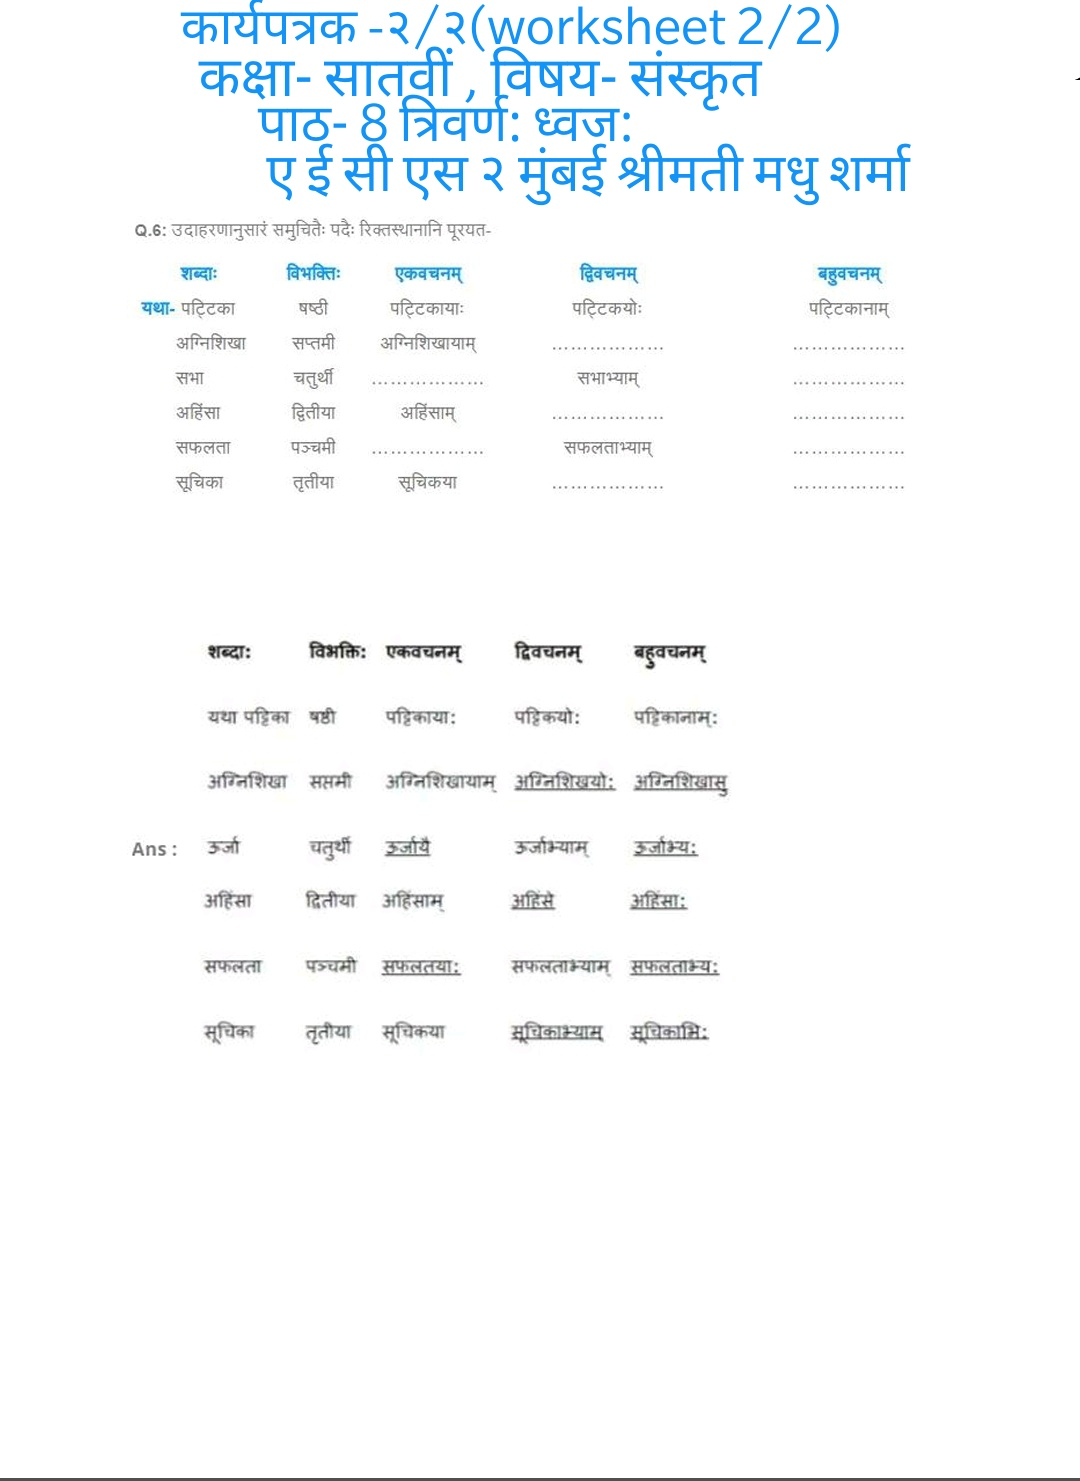 कार्यपत्रक -२/२(worksheet 2/2)
कक्षा- सातवीं , विषय- संस्कृत
पाठ- 8 त्रिवर्ण: ध्वज:
ए ई सी एस २ मुंबई श्रीमती मधु शर्मा
Q.6: उदाहरणानुसारं समुचितैः पदैः रिक्तस्थानानि पूरयत-
शब्दाः विभक्तिः एकवचनम् द्विवचनम् बहुवचनम्
यथा- पट्टिका षष्ठी पट्टिकायाः पट्टिकयोः पट्टिकानाम्
अग्निशिखा सप्तमी अग्निशिखायाम् .................. ..................
सभा चतुर्थी .................. सभाभ्याम् ..................
अहिंसा द्वितीया अहिंसाम् .................. ..................
सफलता पञ्चमी .................. सफलताभ्याम् ..................
सूचिका तृतीया सूचिकया .................. ..................
शब्दा: विभक्ति: एकवचनम् द्विवचनम् बहुवचनम्
यथा पट्टिका षष्ठी पट्टिकाया: पट्टिकयो: पट्टिकानाम्:
अग्निशिखा सप्तमी अग्निशिखायाम् अग्निशिखयो: अग्निशिखासु
Ans : ऊर्जा चतुर्थी ऊर्जायै ऊर्जाभ्याम् ऊर्जाभ्य:
अहिंसा द्वितीया अहिंसाम् अहिंसे अहिंसा:
सफलता पञ्चमी सफलतया: सफलताभ्याम् सफलताभ्य:
सूचिका तृतीया सूचिकया सूचिकाभ्याम् सूचिकाभि: